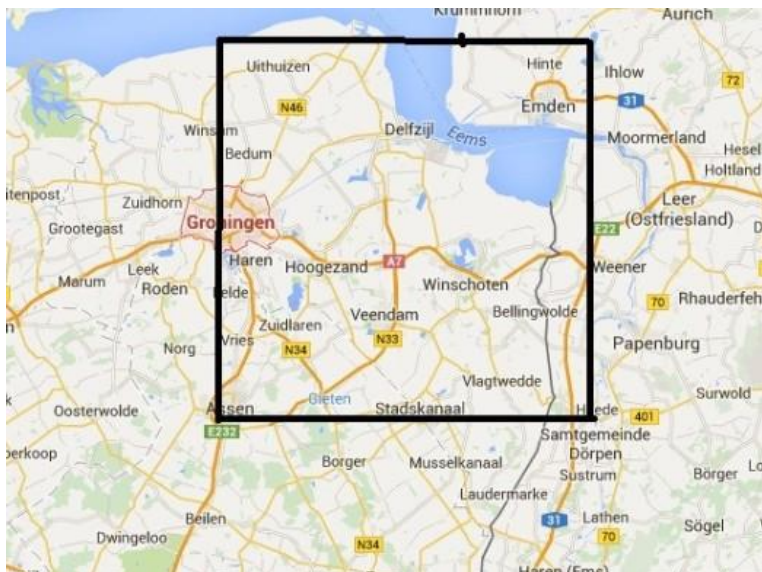 Krummhorn
Aurich
Uithuizen
Hinte
Ihlow
72
N46
Emden
31
Winsum
Delfzijl
Eems
Moormerland
Bedum
Hesel
Holtland
Zuidhorn
Leer
(Ostfriesland)
Grootegast
Groningen
E22
Haren
Hoogezand
A7
Weener
Leek
Marum
Roden
Winschoten
70
Rhauderfeh
Veendam
Bellingwolde
Zuidlaren
Papenburg
Norg
Vries
N34
N33
Vlagtwedde
Surwold
Oosterwolde
Assen
Gieten
Stadskanaal
401
E232
Samtgemeinde
Dörpen
Borger
Musselkanaal
Börger
Sustrum
Laudermarke
Beilen
31
Lathen
Sögel
Dwingeloo
N34
70
Haren (Ems)